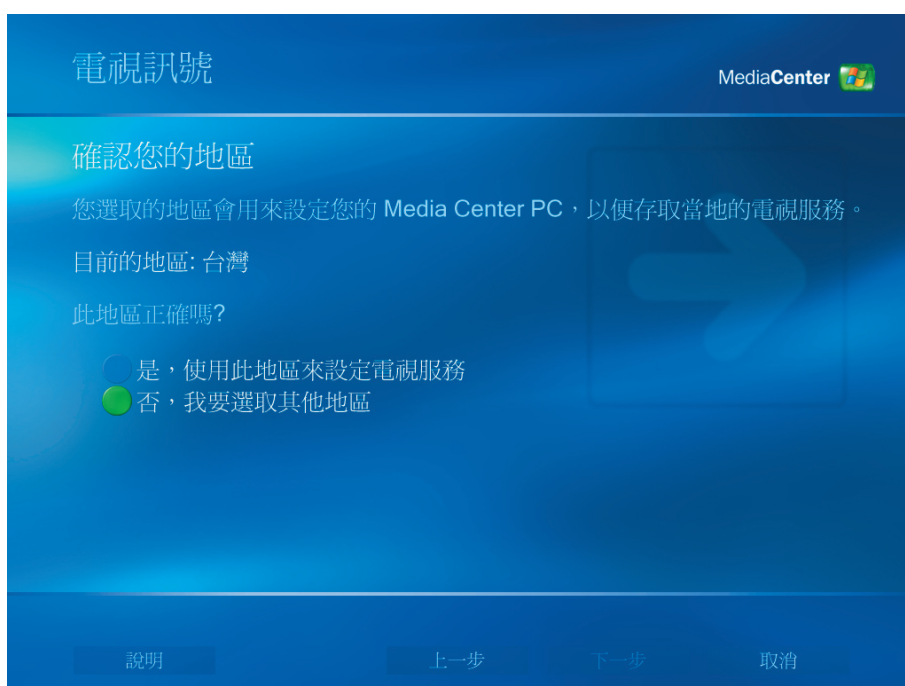 電視訊號
MediaCenter
確認您的地區
您選取的地區會用來設定您的 Media Center PC，以便存取當地的電視服務。
目前的地區: 台灣
此地區正確嗎?
是，使用此地區來設定電視服務
否，我要選取其他地區
說明 上一步 下一步 取消